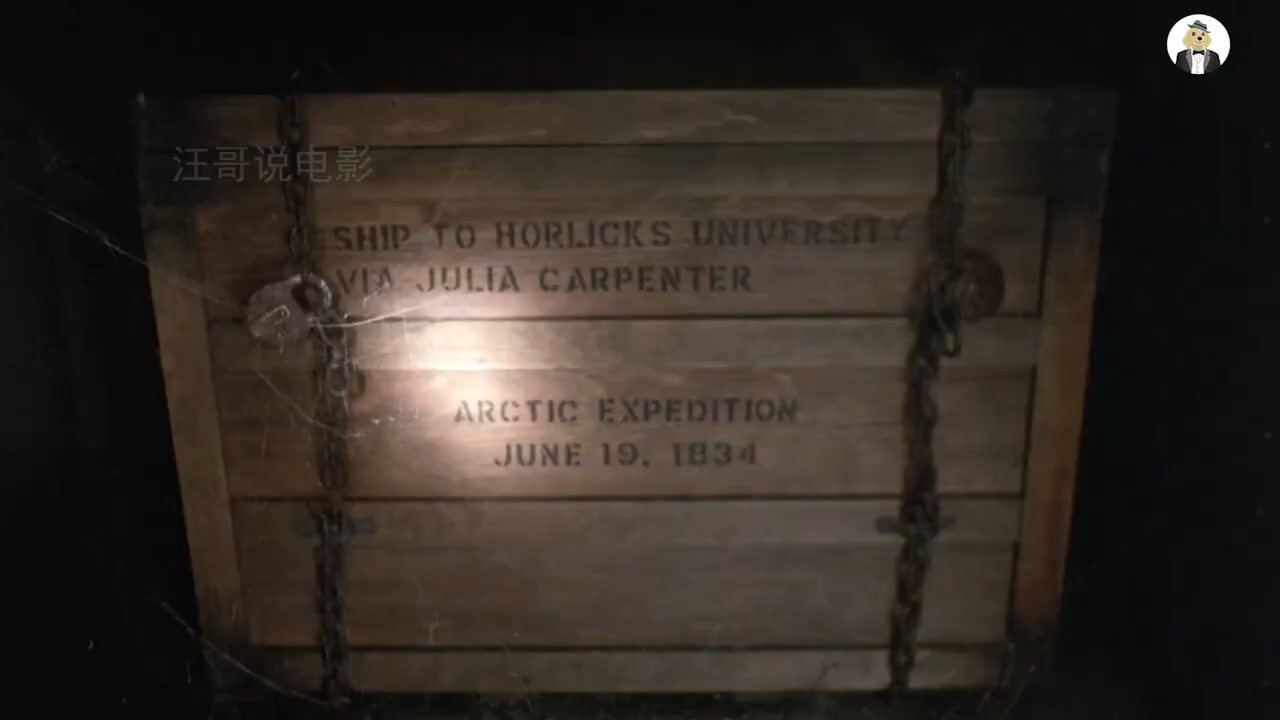 汪哥说电影
SHIP TO HORLICKS UNIVERSITY
VIA JULIA CARPENTER
ARCTIC EXPEDITION
JUNE 19, 1834